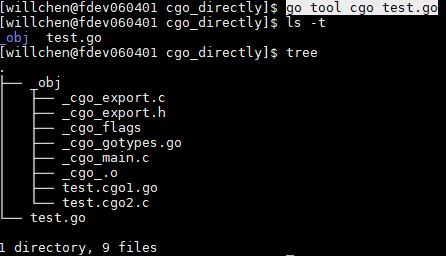 [willchen@fdev060401 cgo_directly]$ go tool cgo test.go
[willchen@fdev060401 cgo_directly]$ ls -t
_obj  test.go
[willchen@fdev060401 cgo_directly]$ tree
.
├── _obj
│   ├── _cgo_export.c
│   ├── _cgo_export.h
│   ├── _cgo_flags
│   ├── _cgo_gotypes.go
│   ├── _cgo_main.c
│   ├── _cgo_.o
│   ├── test.cgo1.go
│   └── test.cgo2.c
└── test.go
1 directory, 9 files